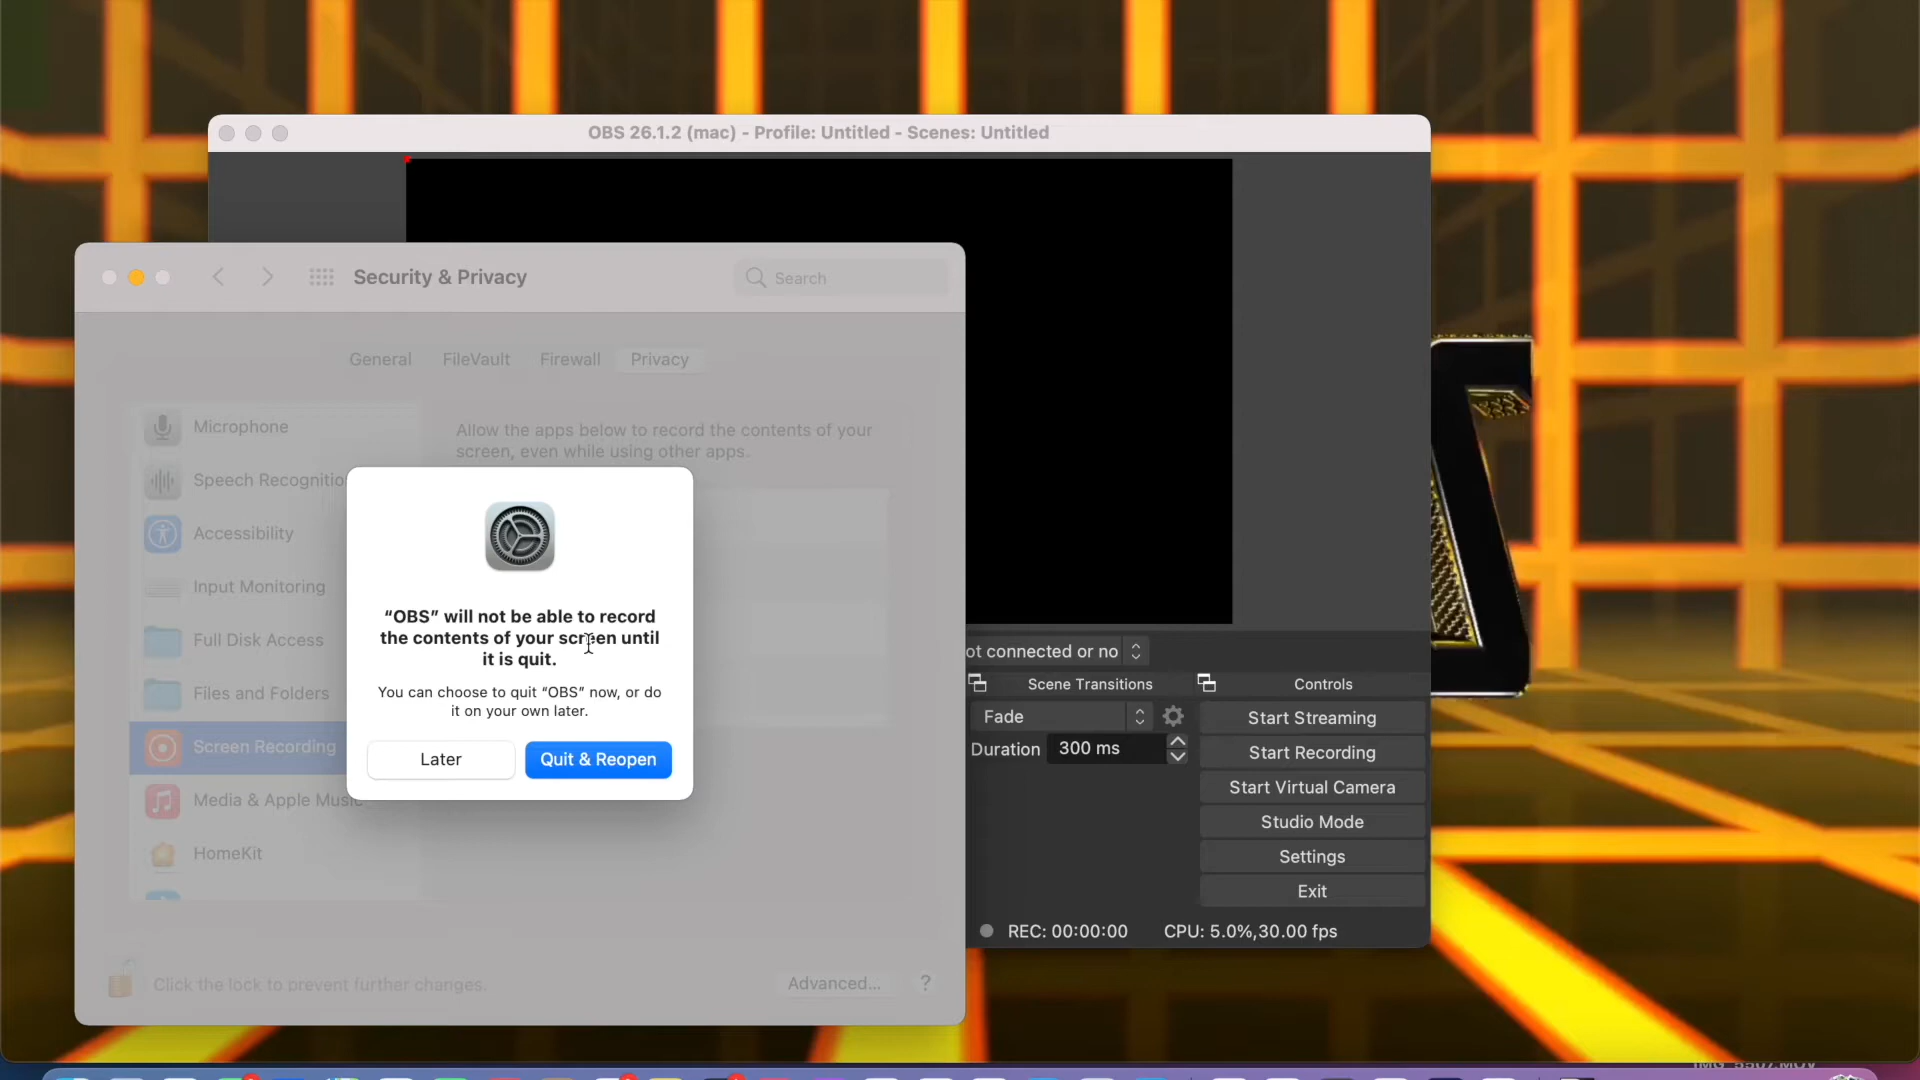 OBS 26.1.2 (mac) - Profile: Untitled - Scenes: Untitled
Security & Privacy
Search
General
FileVault
Firewall
Privacy
Microphone
Speech Recognitio
Accessibility
Input Monitoring
Full Disk Access
Files and Folders
Screen Recording
Media & Apple Music
HomeKit
Allow the apps below to record the contents of your
screen, even while using other apps.
“OBS” will not be able to record
the contents of your screen until
it is quit.
You can choose to quit “OBS” now, or do
it on your own later.
Later
Quit & Reopen
Click the lock to prevent further changes.
Advanced...
?
ot connected or no
Scene Transitions
Fade
Duration
300 ms
Controls
Start Streaming
Start Recording
Start Virtual Camera
Studio Mode
Settings
Exit
REC: 00:00:00
CPU: 5.0%,30.00 fps